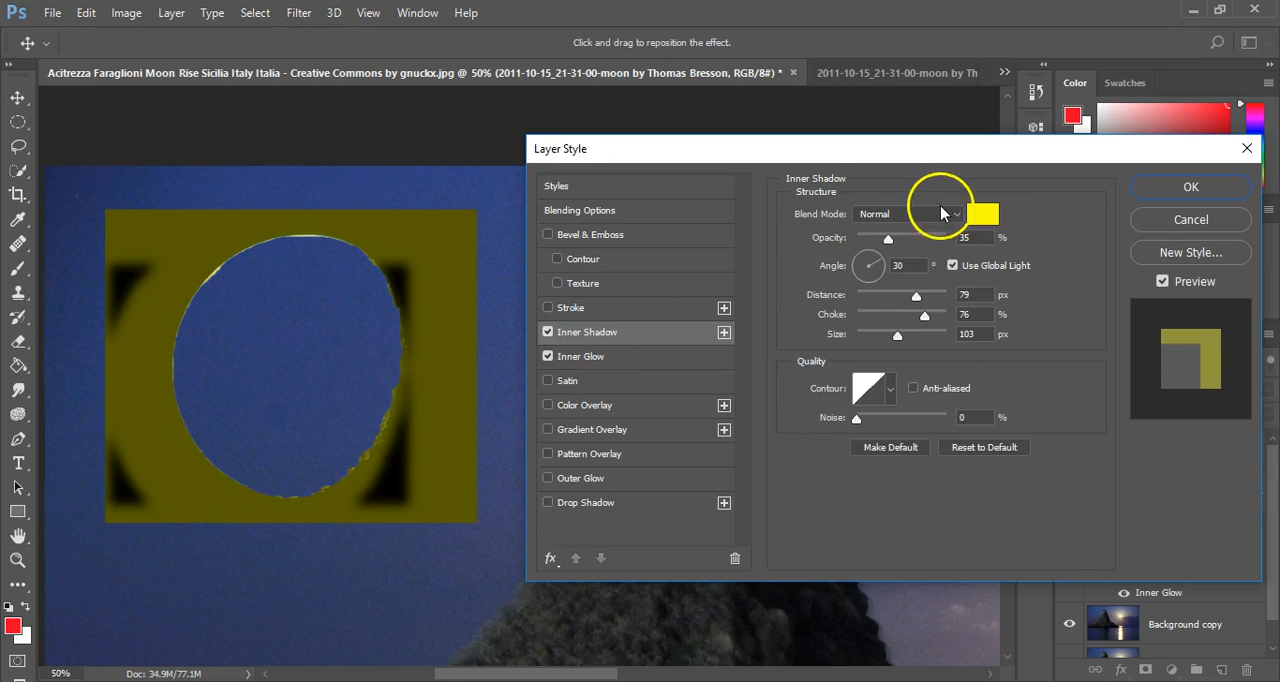 Ps File Edit Image Layer Type Select Filter 3D View Window Help
Click and drag to reposition the effect.
Acitrezza Faraglioni Moon Rise Sicilia Italy Italia - Creative Commons by gnuckx.jpg @ 50% (2011-10-15_21-31-00-moon by Thomas Bresson, RGB/8#) * × 2011-10-15_21-31-00-moon by Th
Color Swatches
Layer Style
Styles
Blending Options
Bevel & Emboss
Contour
Texture
Stroke
Inner Shadow
Inner Glow
Satin
Color Overlay
Gradient Overlay
Pattern Overlay
Outer Glow
Drop Shadow
fx
Inner Shadow
Structure
Blend Mode: Normal
Opacity: 35 %
Angle: 30 ° Use Global Light
Distance: 79 px
Choke: 76 px
Size: 103 px
Quality
Contour: Anti-aliased
Noise: 0 %
Make Default Reset to Default
OK
Cancel
New Style...
Preview
Inner Glow
Background copy
fx
T
50% Doc: 34.9M/77.1M